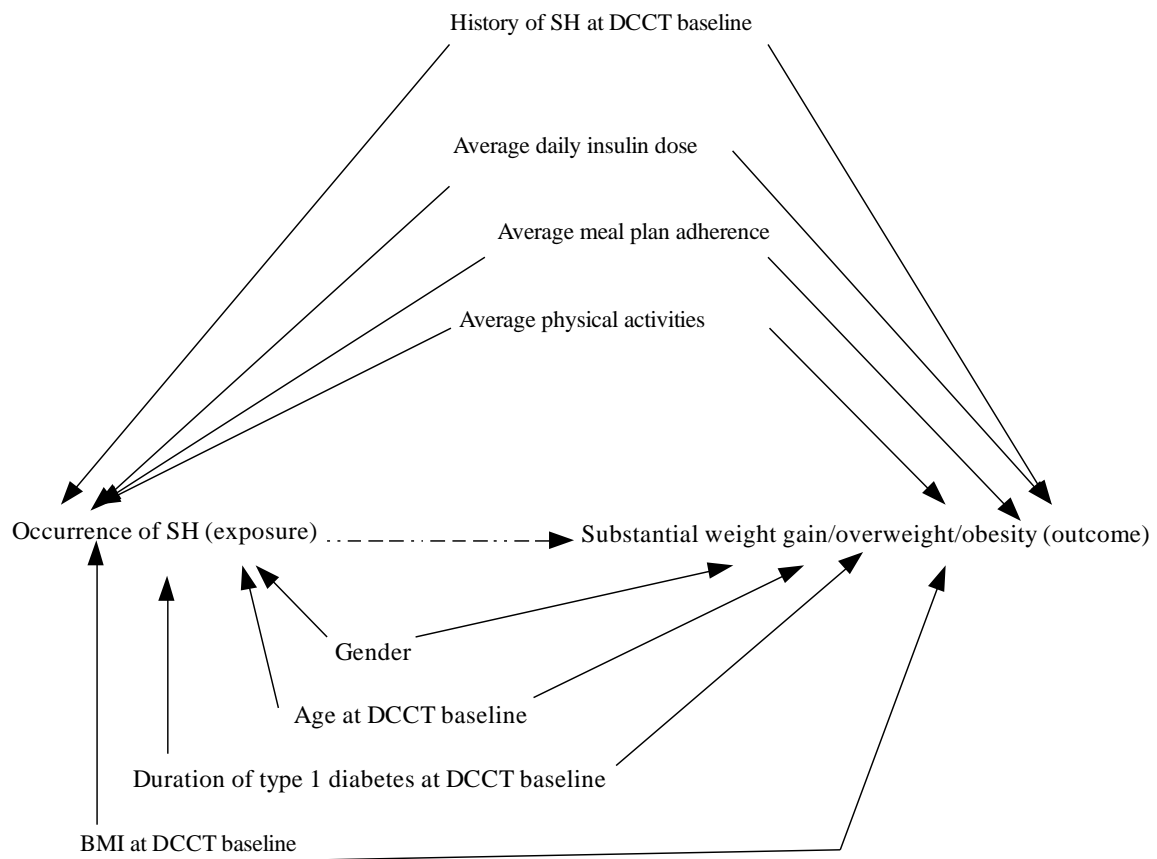 History of SH at DCCT baseline
Average daily insulin dose
Average meal plan adherence
Average physical activities
Occurrence of SH (exposure)
Substantial weight gain/overweight/obesity (outcome)
Gender
Age at DCCT baseline
Duration of type 1 diabetes at DCCT baseline
BMI at DCCT baseline